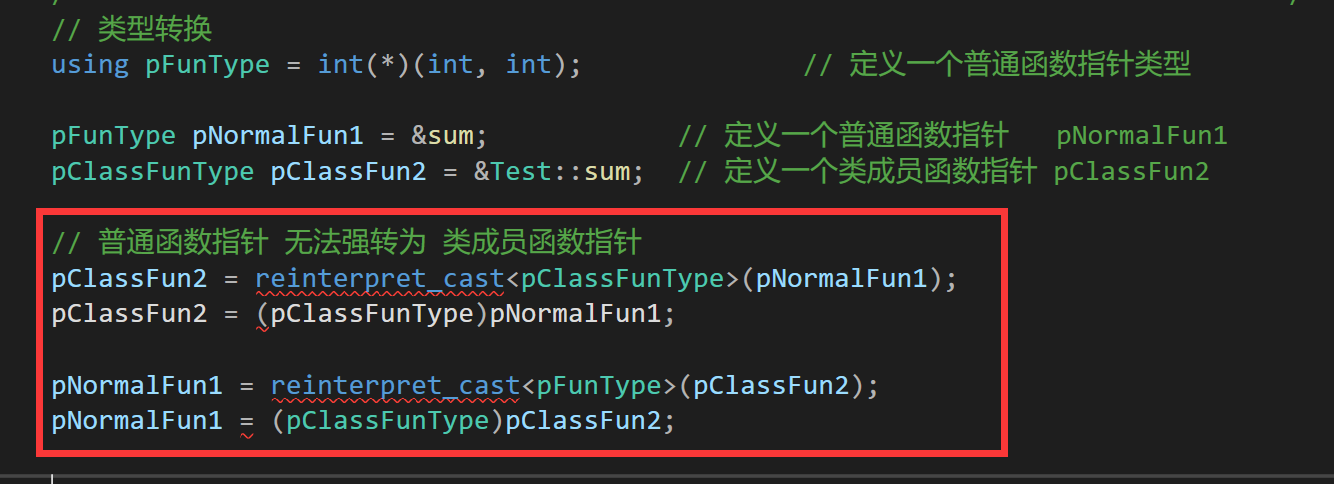 // 类型转换
using pFunType = int(*)(int, int); // 定义一个普通函数指针类型
pFunType pNormalFun1 = &sum; // 定义一个普通函数指针 pNormalFun1
pClassFunType pClassFun2 = &Test::sum; // 定义一个类成员函数指针 pClassFun2
// 普通函数指针 无法强转为 类成员函数指针
pClassFun2 = reinterpret_cast<pClassFunType>(pNormalFun1);
pClassFun2 = (pClassFunType)pNormalFun1;
pNormalFun1 = reinterpret_cast<pFunType>(pClassFun2);
pNormalFun1 = (pClassFunType)pClassFun2;